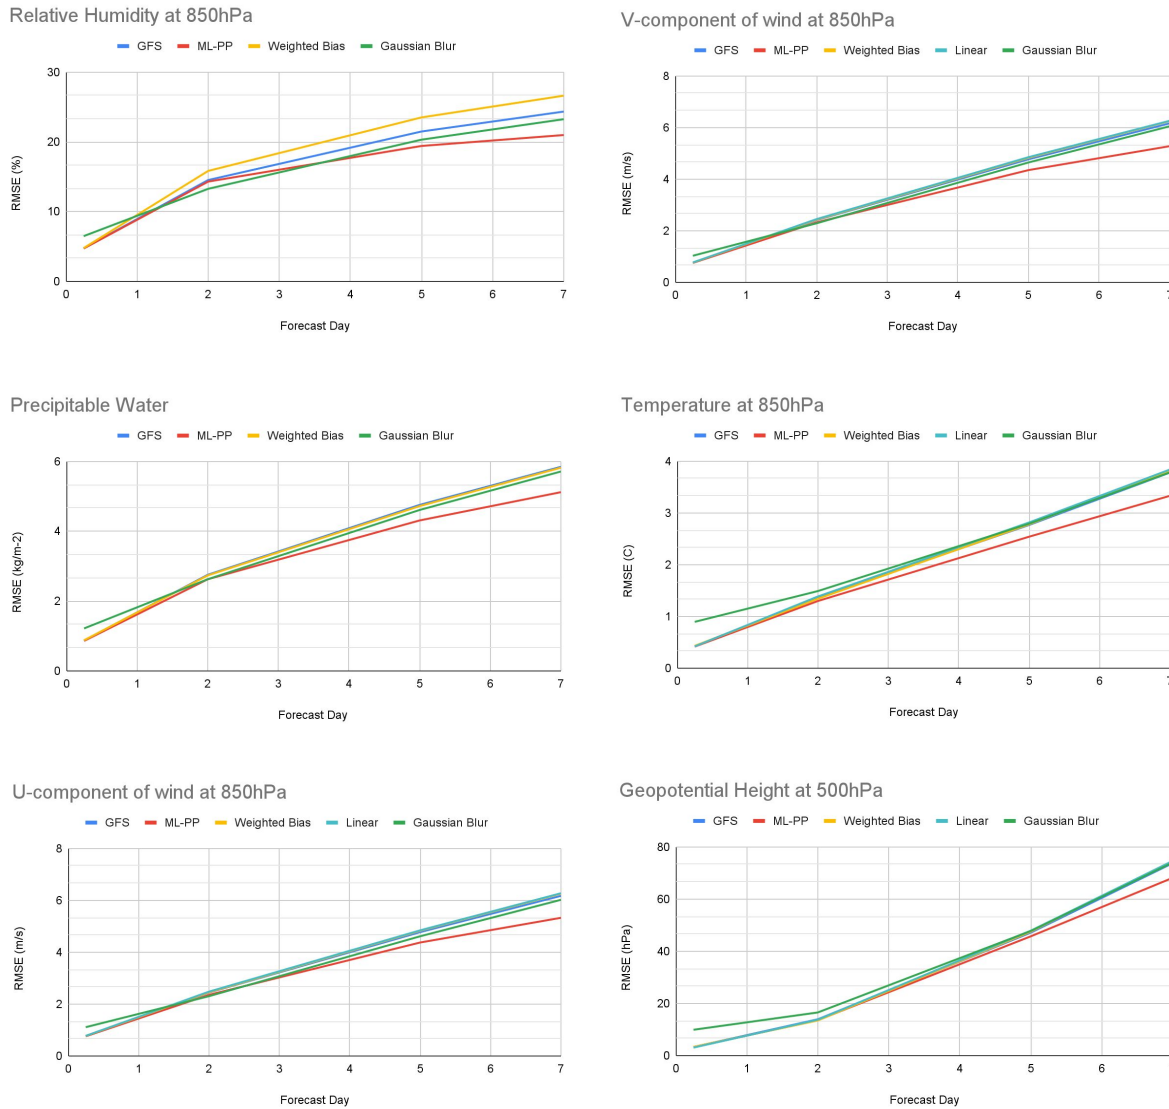 Relative Humidity at 850hPa
GFS ML-PP Weighted Bias Gaussian Blur
30
20
10
0
RMSE (%)
0 1 2 3 4 5 6 7
Forecast Day
V-component of wind at 850hPa
GFS ML-PP Weighted Bias Linear Gaussian Blur
8
6
4
2
0
RMSE (m/s)
0 1 2 3 4 5 6 7
Forecast Day
Precipitable Water
GFS ML-PP Weighted Bias Gaussian Blur
6
4
2
0
RMSE (kg/m-2)
0 1 2 3 4 5 6 7
Forecast Day
Temperature at 850hPa
GFS ML-PP Weighted Bias Linear Gaussian Blur
4
3
2
1
0
RMSE (C)
0 1 2 3 4 5 6 7
Forecast Day
U-component of wind at 850hPa
GFS ML-PP Weighted Bias Linear Gaussian Blur
8
6
4
2
0
RMSE (m/s)
0 1 2 3 4 5 6 7
Forecast Day
Geopotential Height at 500hPa
GFS ML-PP Weighted Bias Linear Gaussian Blur
80
60
40
20
0
RMSE (hPa)
0 1 2 3 4 5 6 7
Forecast Day